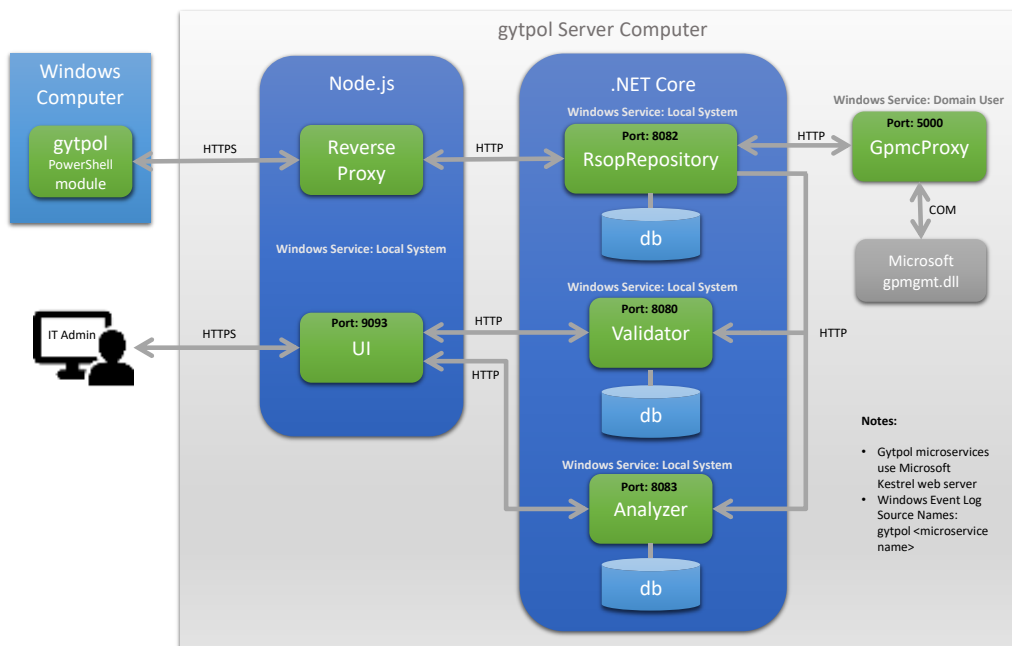 gytpol Server Computer
Windows
Computer
gytpol
PowerShell
module
HTTPS
Node.js
Reverse
Proxy
Windows Service: Local System
HTTP
.NET Core
Windows Service: Local System
Port: 8082
RsopRepository
db
HTTP
Windows Service: Domain User
Port: 5000
GpmcProxy
COM
Microsoft
gpmgmt.dll
IT Admin
HTTPS
Port: 9093
UI
HTTP
HTTP
Windows Service: Local System
Port: 8080
Validator
db
HTTP
Windows Service: Local System
Port: 8083
Analyzer
db
Notes:
• Gytpol microservices
use Microsoft
Kestrel web server
• Windows Event Log
Source Names:
gytpol <microservice
name>